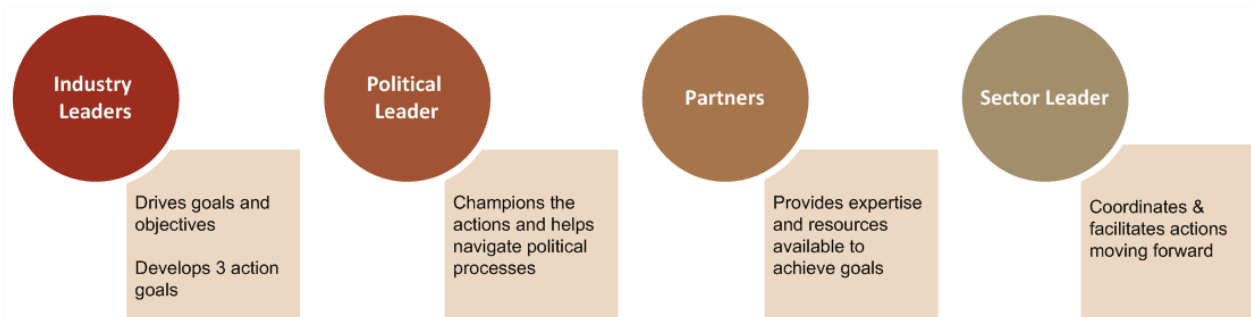 Industry
Leaders
Drives goals and
objectives
Develops 3 action
goals
Political
Leader
Champions the
actions and helps
navigate political
processes
Partners
Provides expertise
and resources
available to
achieve goals
Sector Leader
Coordinates &
facilitates actions
moving forward